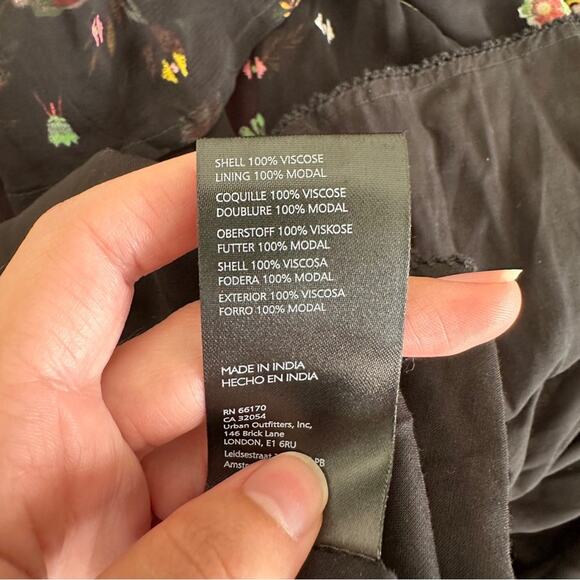 SHELL 100% VISCOSE
LINING 100% MODAL
COQUILLE 100% VISCOSE
DOUBLURE 100% MODAL
OBERSTOFF 100% VISKOSE
FUTTER 100% MODAL
SHELL 100% VISCOSA
FODERA 100% MODAL
EXTERIOR 100% VISCOSA
FORRO 100% MODAL
MADE IN INDIA
HECHO EN INDIA
RN 66170
CA 32054
Urban Outfitters, Inc,
146 Brick Lane
LONDON, E1 6RU
Leidsestraat PB